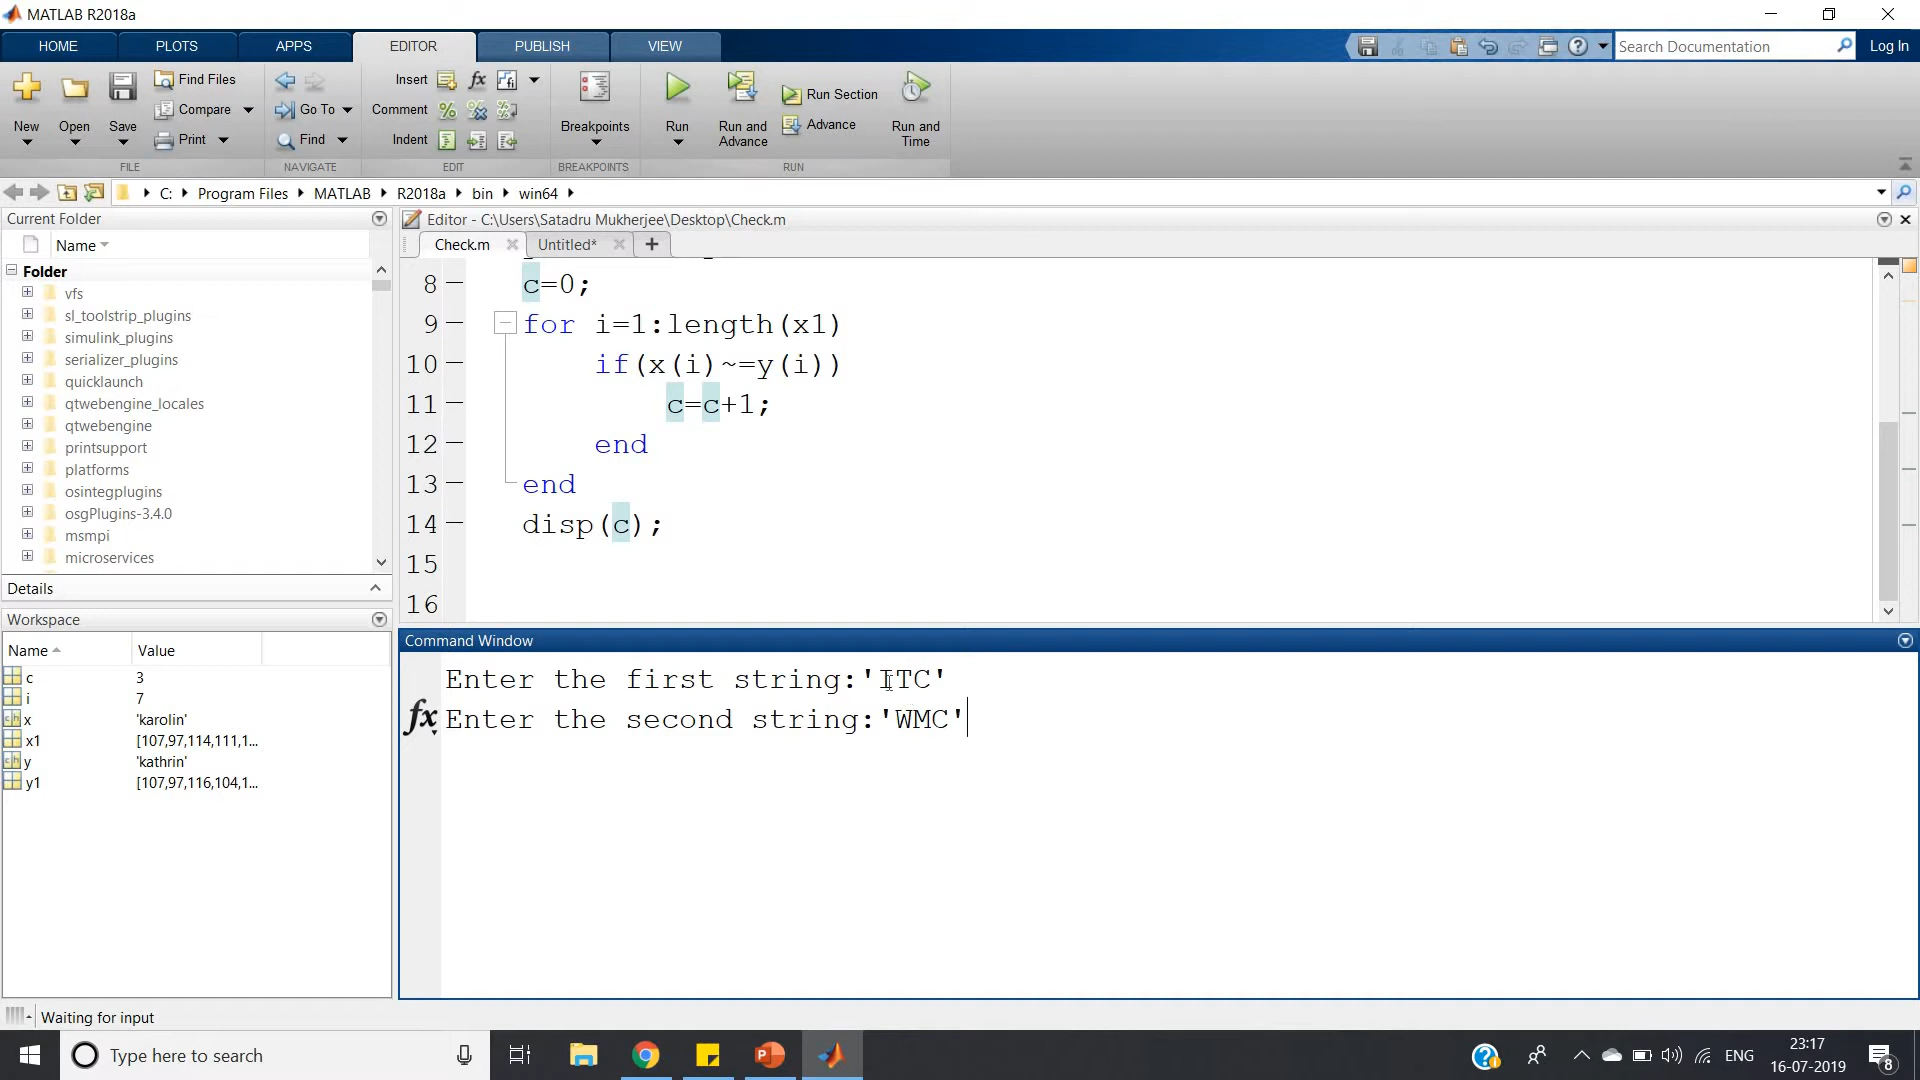 MATLAB R2018a
HOME PLOTS APPS EDITOR PUBLISH VIEW Search Documentation Log In
New Open Save Find Files Compare Print Go To Find Insert Comment Indent Breakpoints Run Run and Advance Run Section Advance Run and Time
FILE NAVIGATE EDIT BREAKPOINTS RUN
C: Program Files MATLAB R2018a bin win64
Current Folder
Name
Folder
vfs
sl_toolstrip_plugins
simulink_plugins
serializer_plugins
quicklaunch
qtwebengine_locales
qtwebengine
printsupport
platforms
osintegplugins
osgPlugins-3.4.0
msmpi
microservices
Details
Workspace
Name Value
c 3
i 7
x 'karolin'
x1 [107,97,114,111,1...
y 'kathrin'
y1 [107,97,116,104,1...
Editor - C:\Users\Satadru Mukherjee\Desktop\Check.m
Check.m Untitled* +
8 c=0;
9 for i=1:length(x1)
10 if(x(i)~=y(i))
11 c=c+1;
12 end
13 end
14 disp(c);
15
16
Command Window
Enter the first string:'ITC'
fx Enter the second string:'WMC'
Waiting for input
Type here to search
ENG
23:17
16-07-2019
8